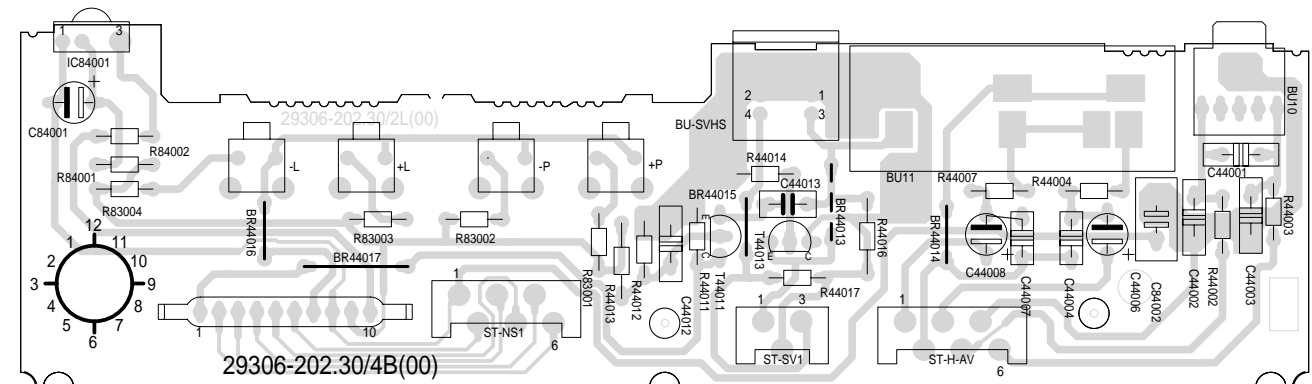 1 3
IC84001
+
C84001
R84002
R84001
R83004
29306-202.30/2L(00)
-L
+L
-P
+P
BR44016
BR44017
R83003
R83002
12
1 11
2 10
3 9
4 8
5 7
6
1 10
29306-202.30/4B(00)
1
ST-NS1
6
R83001
R44013
R44012
C44012
R44011
T44011
E
C
2 1
4 3
BU-SVHS
R44014
BR44015
C44013
T44013
E C
BR44013
R44016
R44017
1 3
ST-SV1
BU11
BR44014
R44007
R44004
C44008
+
C44007
C44004
+
C44006
C84002
C44002
R44002
C44003
R44003
C44001
BU10
1
ST-H-AV
6